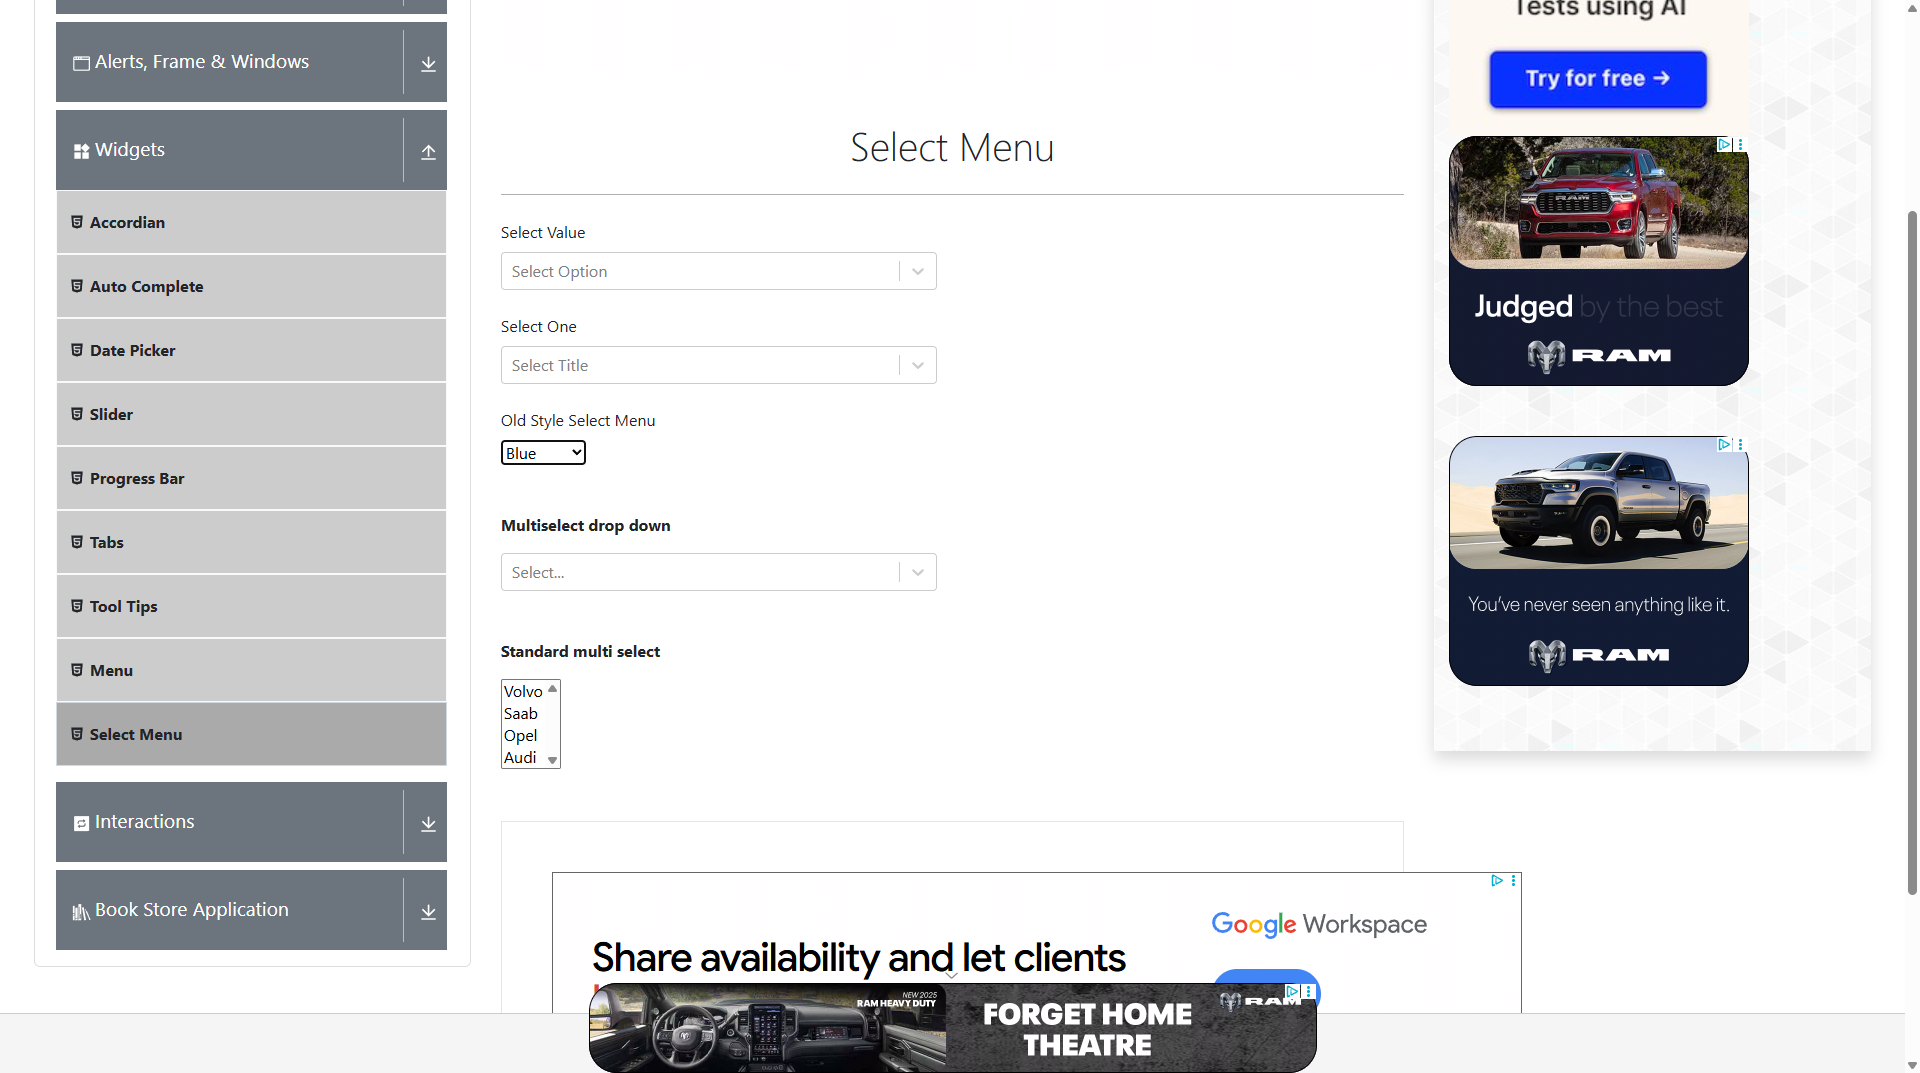 Alerts, Frame & Windows
Widgets
Accordian
Auto Complete
Date Picker
Slider
Progress Bar
Tabs
Tool Tips
Menu
Select Menu
Interactions
Book Store Application
Select Menu
Select Value
Select Option
Select One
Select Title
Old Style Select Menu
Blue
Multiselect drop down
Select...
Standard multi select
Volvo
Saab
Opel
Audi
Tests using AI
Try for free →
RAM
Judged by the best
RAM
You've never seen anything like it.
RAM
Google Workspace
Share availability and let clients
NEW 2025
RAM HEAVY DUTY
FORGET HOME
THEATRE
RAM